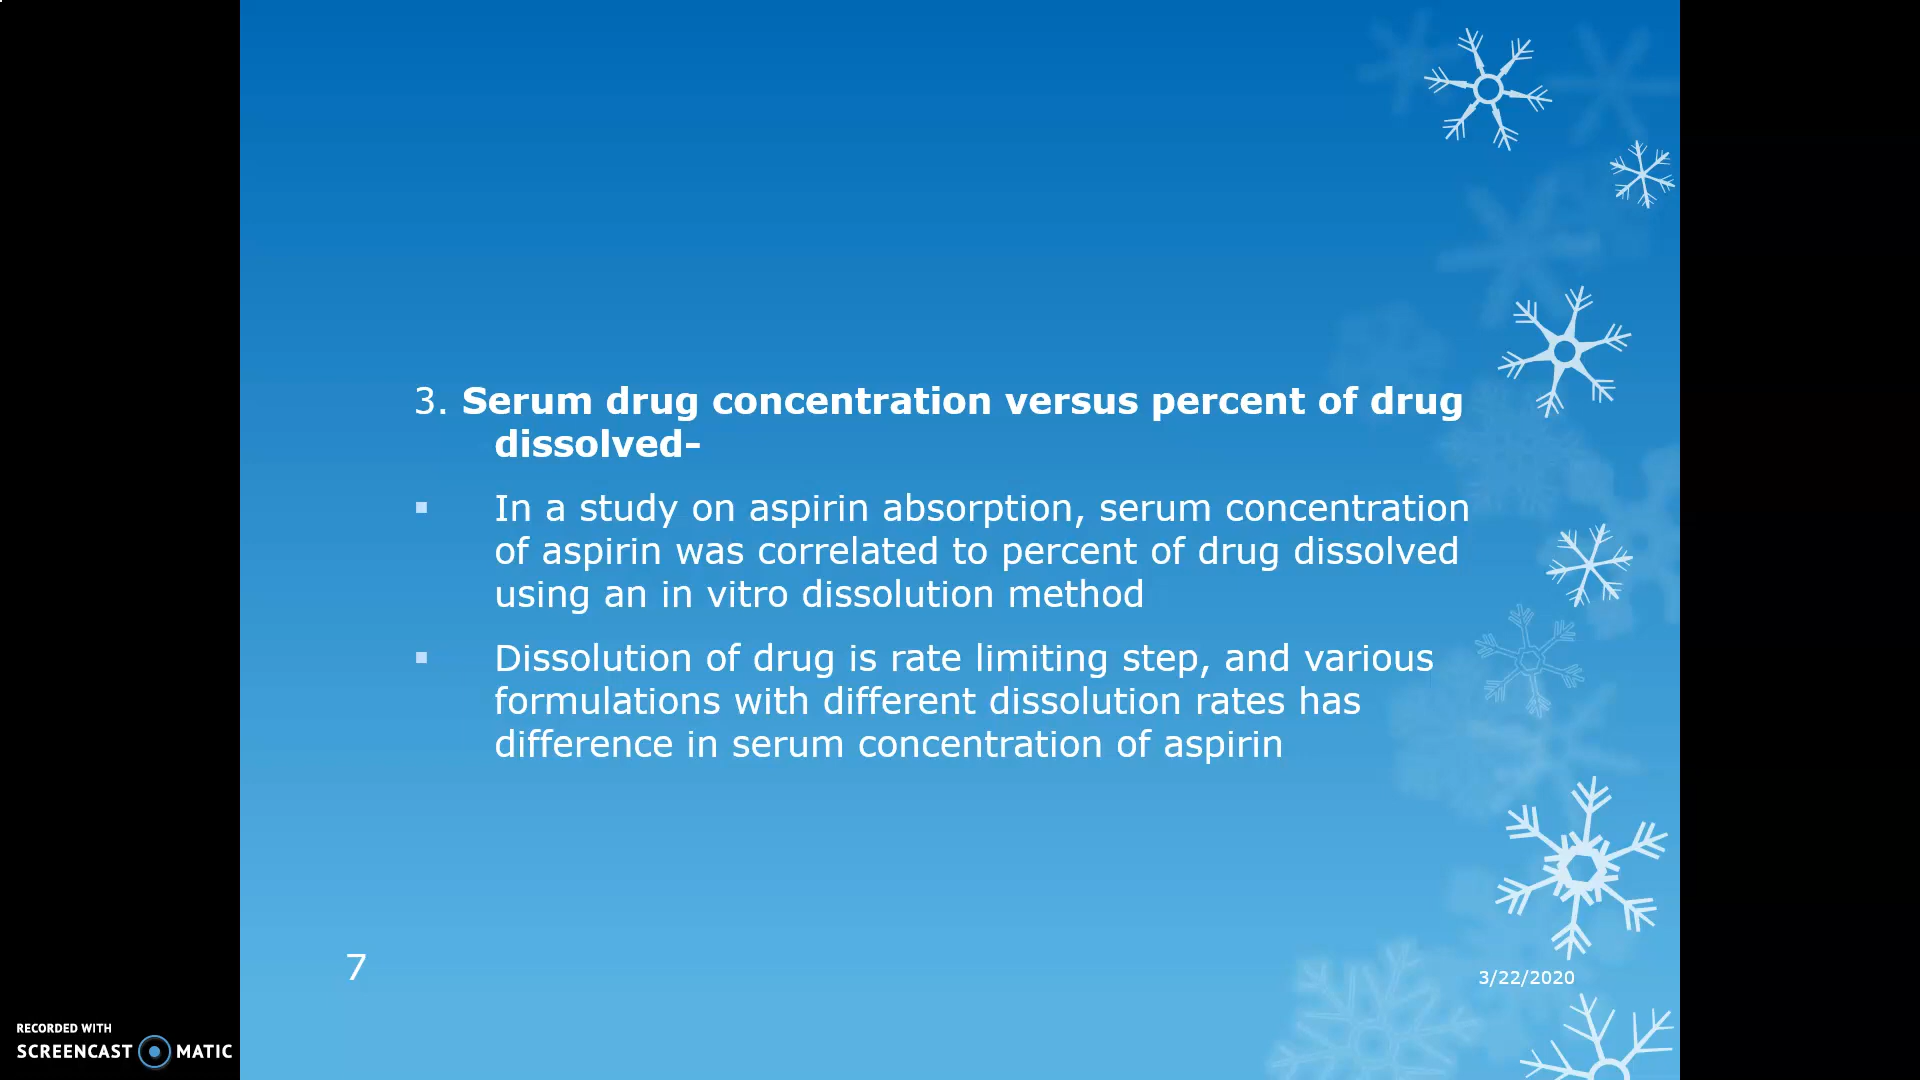 3. Serum drug concentration versus percent of drug
dissolved-
▪ In a study on aspirin absorption, serum concentration
of aspirin was correlated to percent of drug dissolved
using an in vitro dissolution method
▪ Dissolution of drug is rate limiting step, and various
formulations with different dissolution rates has
difference in serum concentration of aspirin
7
3/22/2020
RECORDED WITH
SCREENCAST MATIC